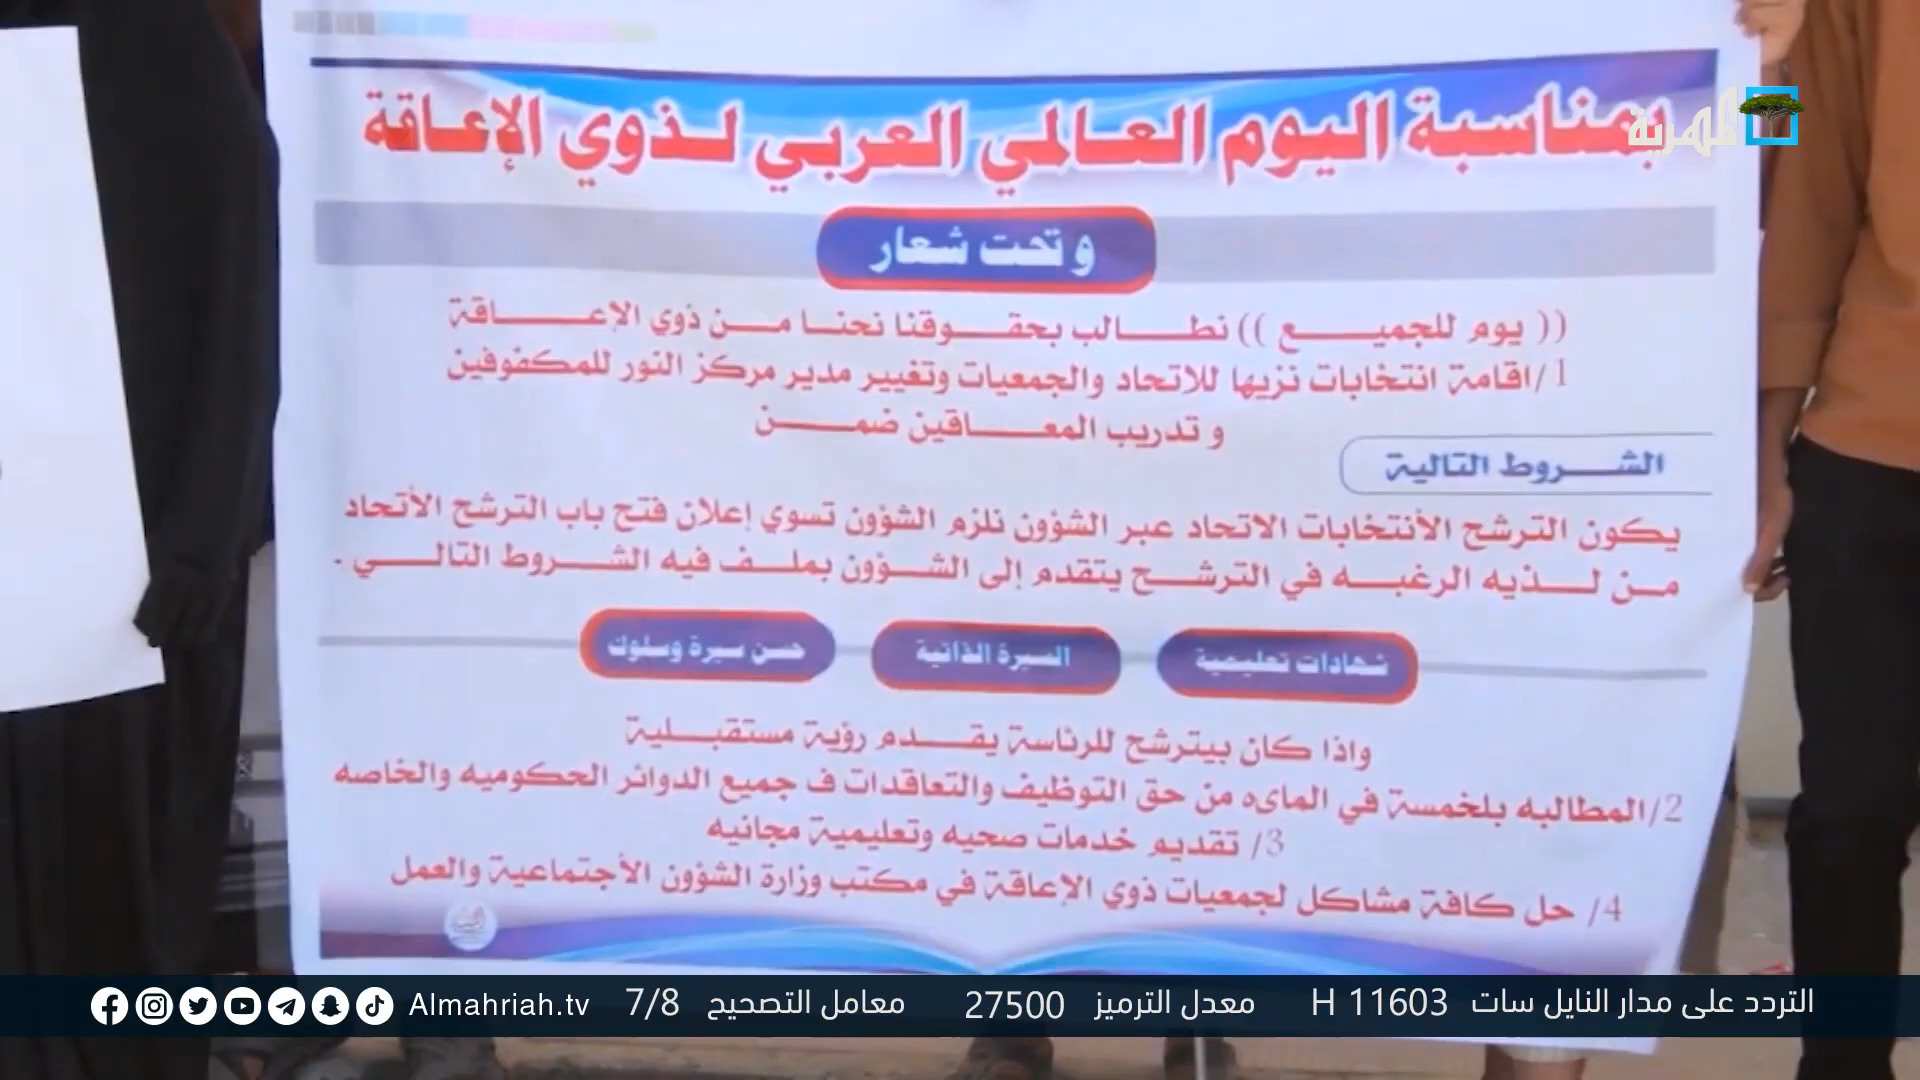 المهرية
بمناسبة اليوم العالمي العربي لذوي الإعاقة
وتحت شعار
(( يوم للجميع )) نطالب بحقوقنا نحنا من ذوي الإعاقة
1/اقامة انتخابات نزيها للاتحاد والجمعيات وتغيير مدير مركز النور للمكفوفين
و تدريب المعاقين ضمن
الشروط التالية
يكون الترشح الأنتخابات الاتحاد عبر الشؤون نلزم الشؤون تسوي إعلان فتح باب الترشح الأتحاد
من لذيه الرغبه في الترشح يتقدم إلى الشؤون بملف فيه الشروط التالي .
شهادات تعليمية
السيرة الذاتية
حسن سيرة وسلوك
واذا كان بيترشح للرئاسة يقدم رؤية مستقبلية
2/المطالبه بلخمسة في الماىه من حق التوظيف والتعاقدات ف جميع الدوائر الحكوميه والخاصه
3/ تقديم خدمات صحيه وتعليمية مجانيه
4/ حل كافة مشاكل لجمعيات ذوي الإعاقة في مكتب وزارة الشؤون الأجتماعية والعمل
التردد على مدار النايل سات H 11603 معدل الترميز 27500 معامل التصحيح 7/8 Almahriah.tv